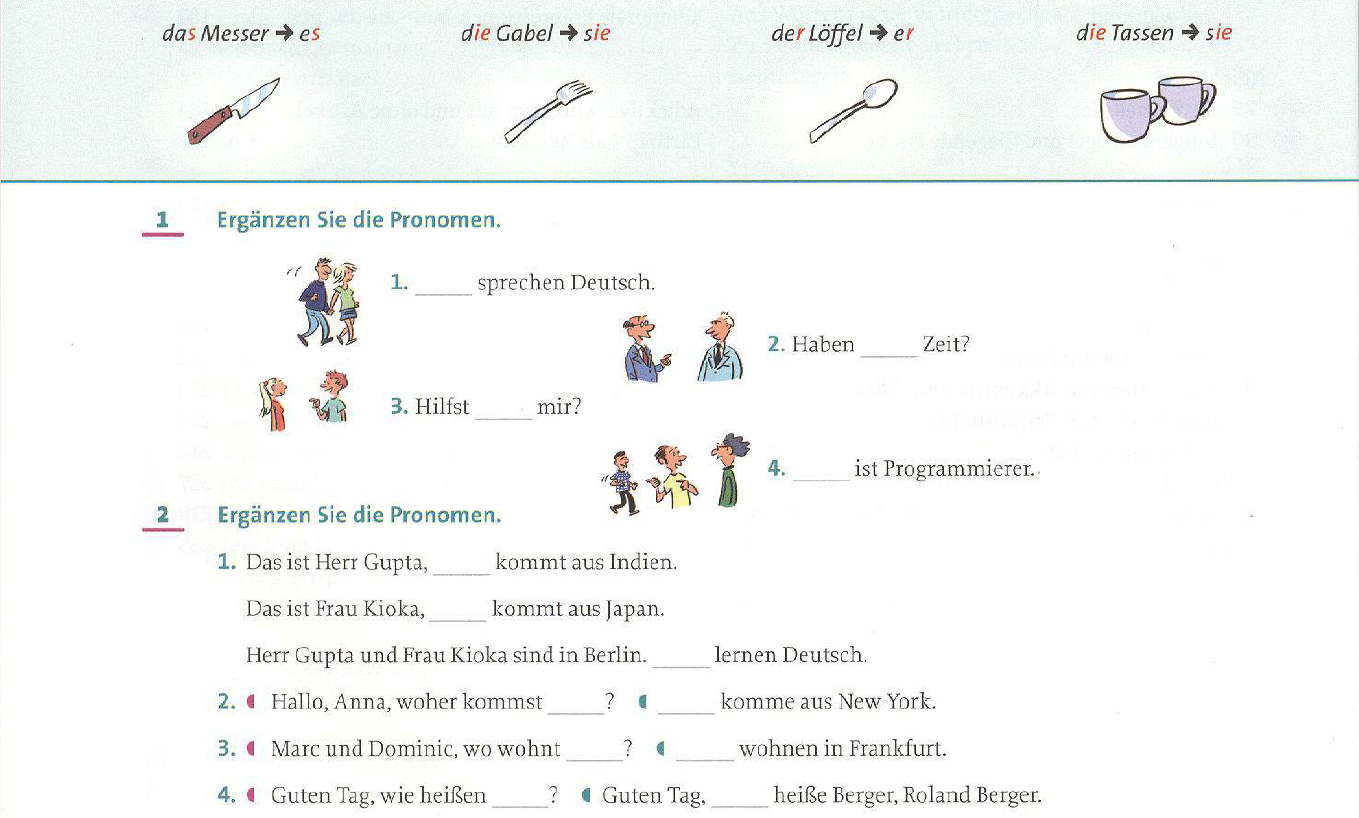 das Messer → es die Gabel → sie der Löffel → er die Tassen → sie
1 Ergänzen Sie die Pronomen.
1. _____ sprechen Deutsch.
2. Haben _____ Zeit?
3. Hilfst _____ mir?
4. _____ ist Programmierer.
2 Ergänzen Sie die Pronomen.
1. Das ist Herr Gupta, _____ kommt aus Indien.
Das ist Frau Kioka, _____ kommt aus Japan.
Herr Gupta und Frau Kioka sind in Berlin. _____ lernen Deutsch.
2. Hallo, Anna, woher kommst _____? _____ komme aus New York.
3. Marc und Dominic, wo wohnt _____? _____ wohnen in Frankfurt.
4. Guten Tag, wie heißen _____? Guten Tag, _____ heiße Berger, Roland Berger.